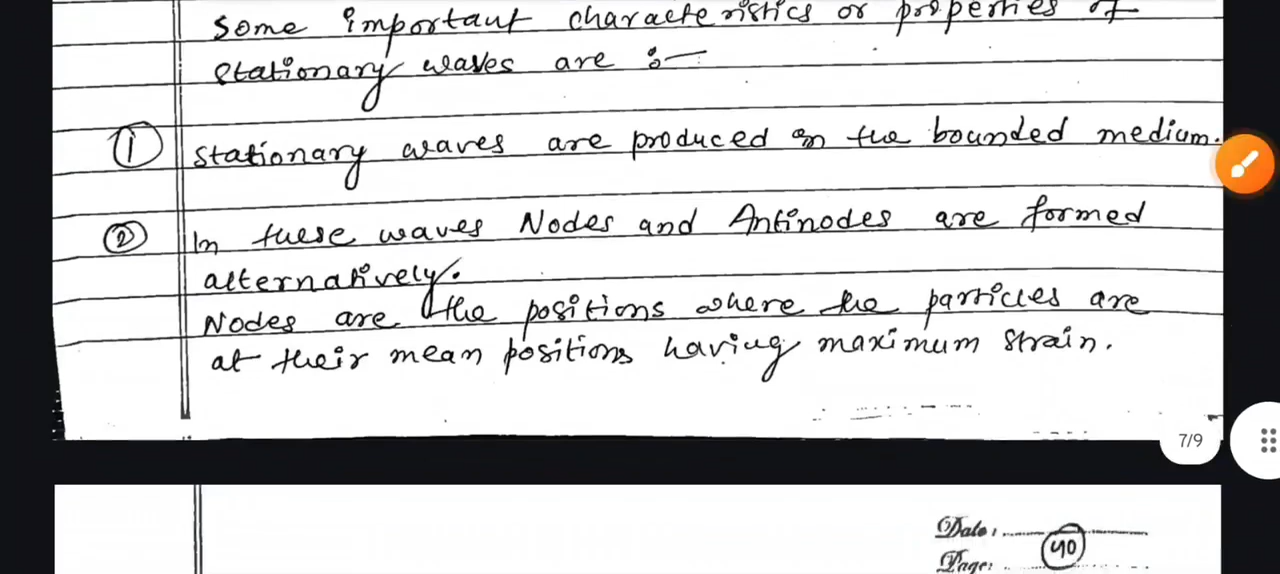 Some important characteristics or properties of
stationary waves are :-
① Stationary waves are produced in the bounded medium.
② In these waves Nodes and Antinodes are formed
alternatively.
Nodes are the positions where the particles are
at their mean positions having maximum strain.
7/9
Date:
Page: 40